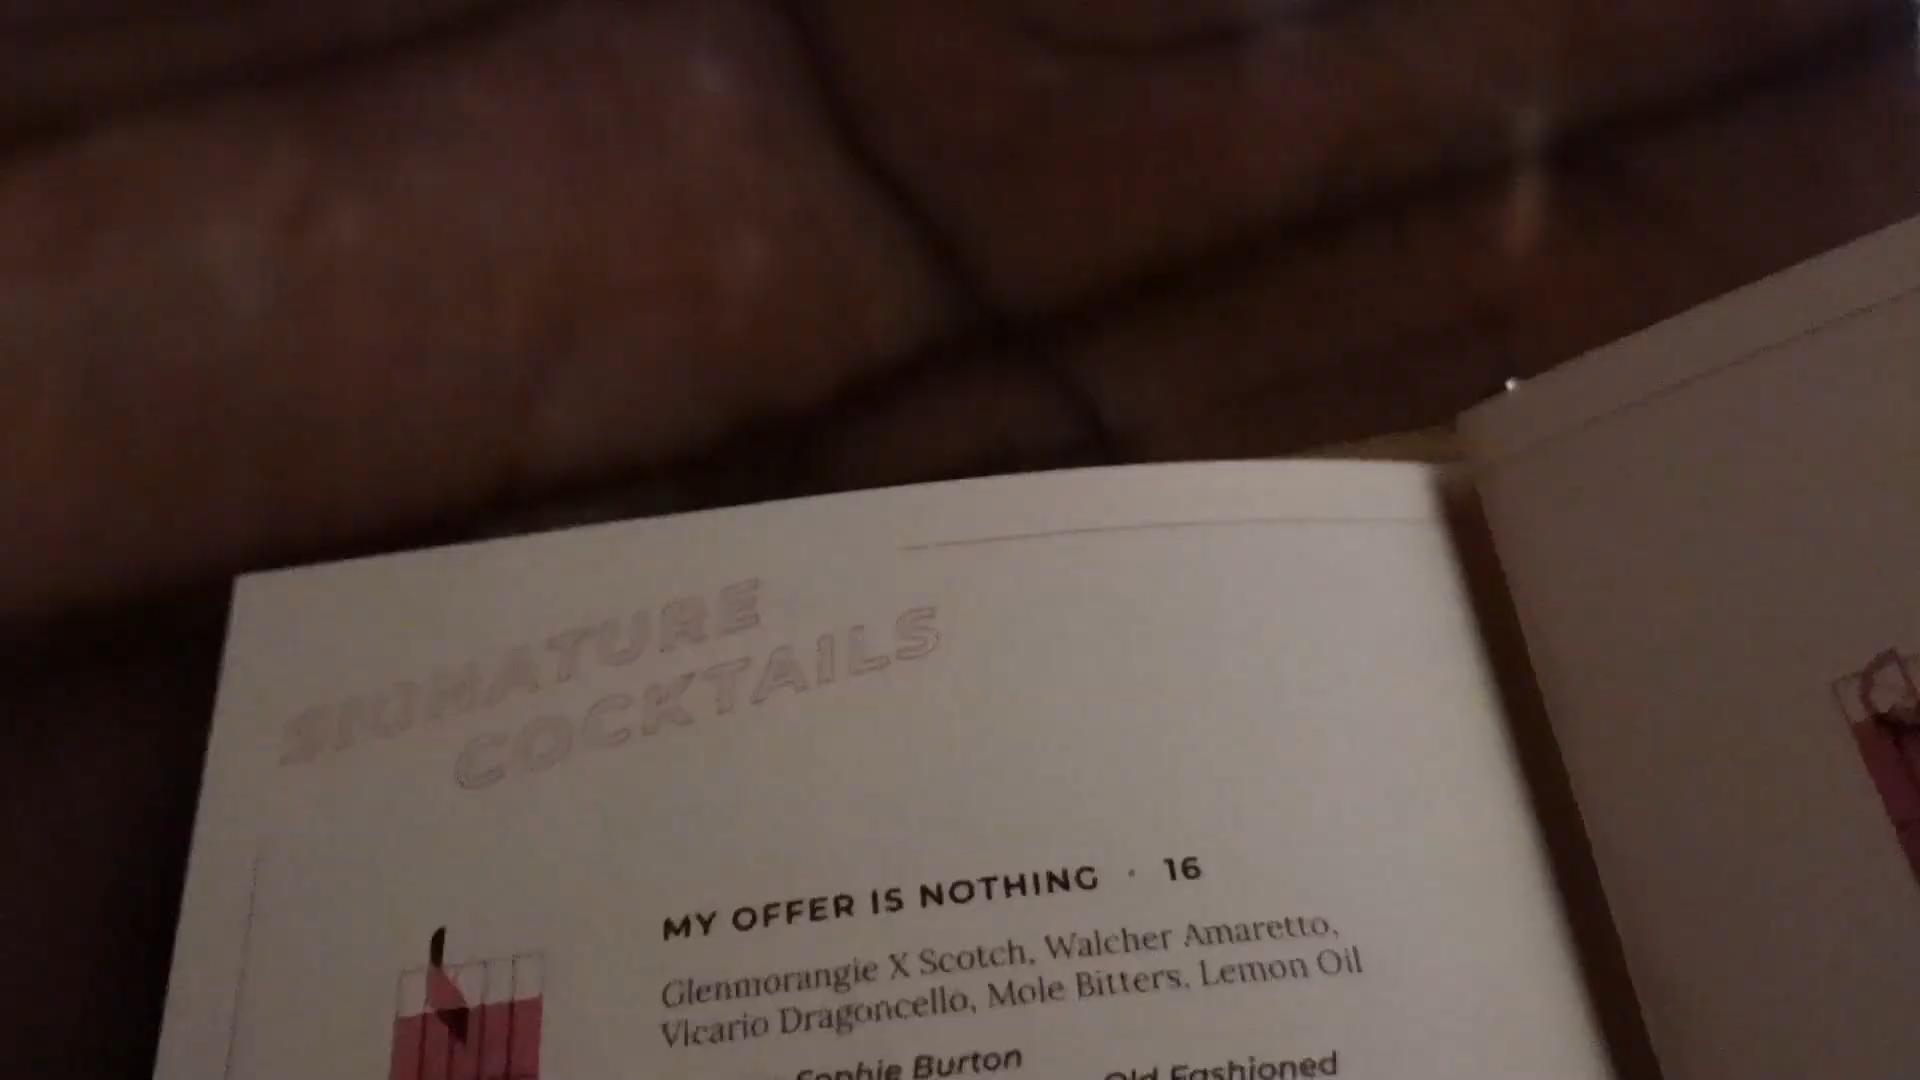 SIGNATURE
COCKTAILS
MY OFFER IS NOTHING · 16
Glenmorangie X Scotch, Walcher Amaretto,
Vicario Dragoncello, Mole Bitters, Lemon Oil
Sophie Burton
Old Fashioned